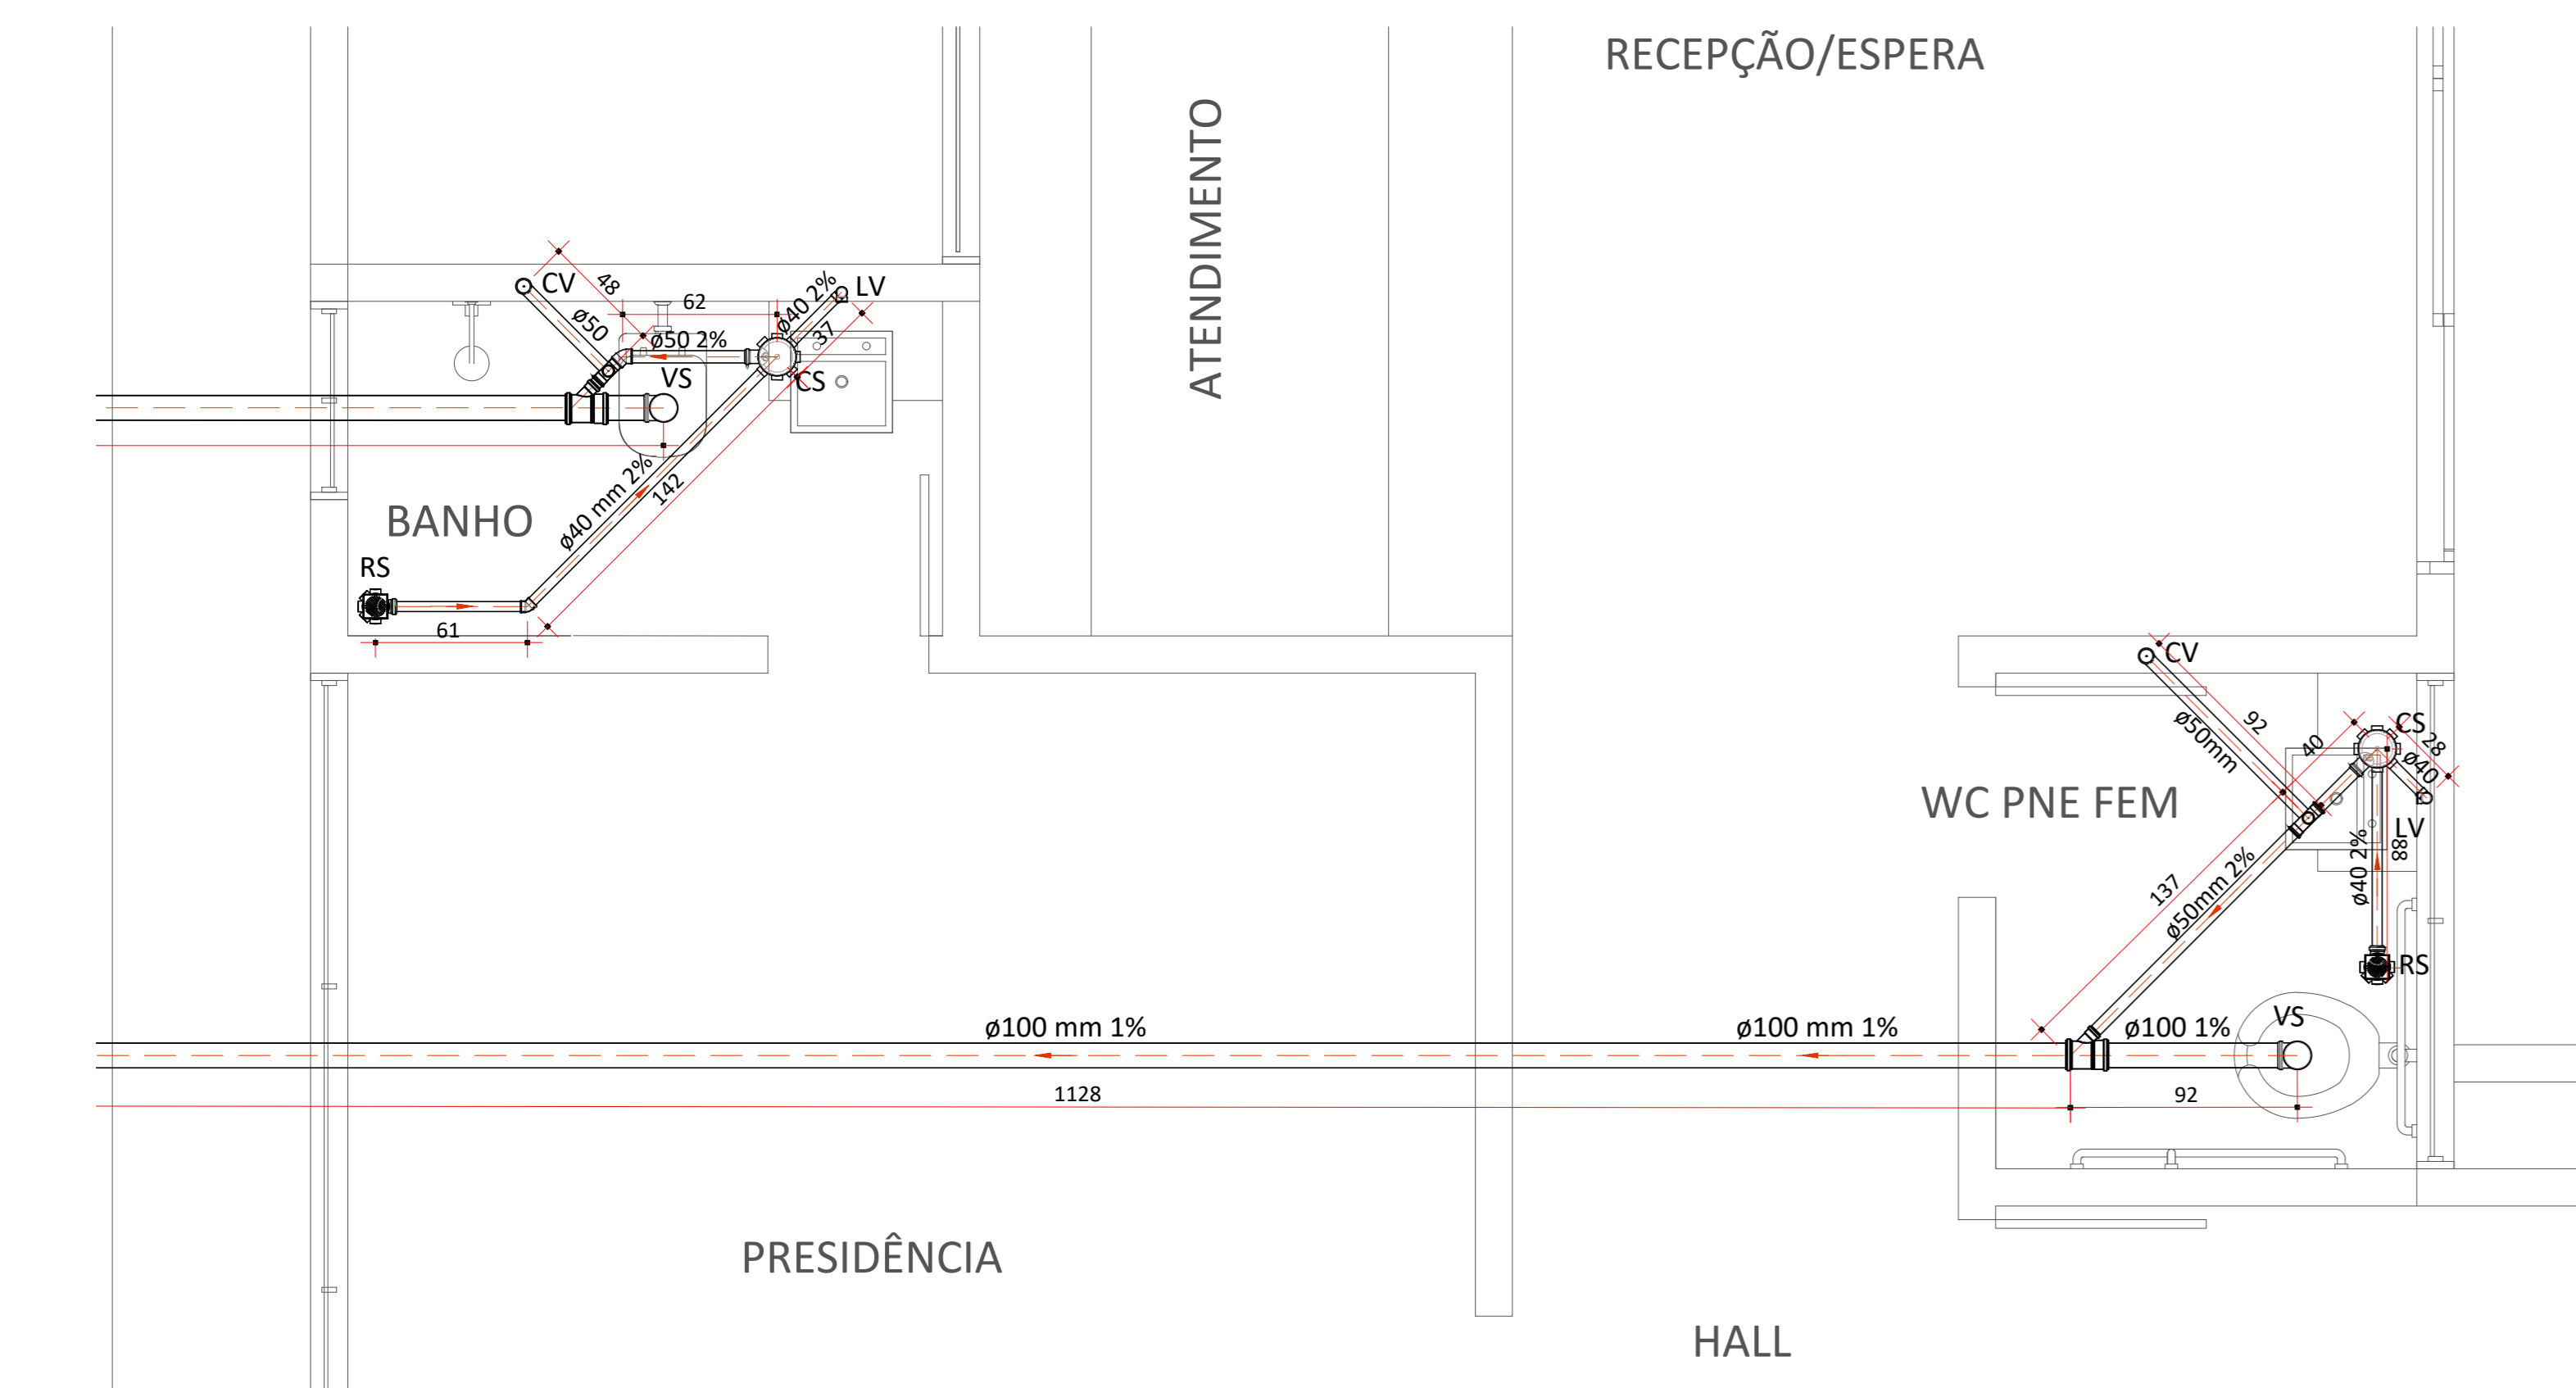 RECEPÇÃO/ESPERA
ATENDIMENTO
CV
48
ø50
62
ø50 2%
ø40 2%
LV
37
VS
CS
ø40 mm 2%
142
BANHO
RS
61
CV
92
ø50mm
40
CS
28
ø40
WC PNE FEM
LV
88
ø40 2%
137
ø50mm 2%
RS
VS
ø100 mm 1%
ø100 mm 1%
ø100 1%
1128
92
PRESIDÊNCIA
HALL